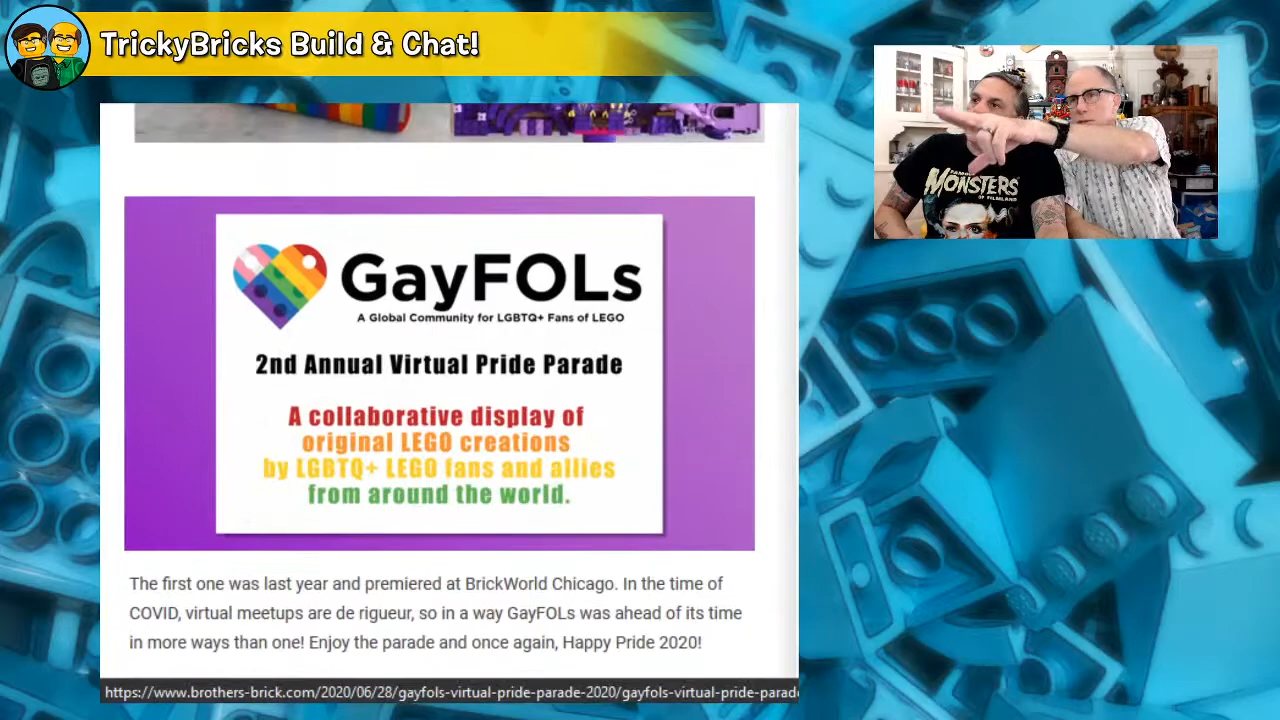 TrickyBricks Build & Chat!
MONSTERS
OF FILMLAND
GayFOLs
A Global Community for LGBTQ+ Fans of LEGO
2nd Annual Virtual Pride Parade
A collaborative display of
original LEGO creations
by LGBTQ+ LEGO fans and allies
from around the world.
The first one was last year and premiered at BrickWorld Chicago. In the time of
COVID, virtual meetups are de rigueur, so in a way GayFOLs was ahead of its time
in more ways than one! Enjoy the parade and once again, Happy Pride 2020!
https://www.brothers-brick.com/2020/06/28/gayfols-virtual-pride-parade-2020/gayfols-virtual-pride-parade